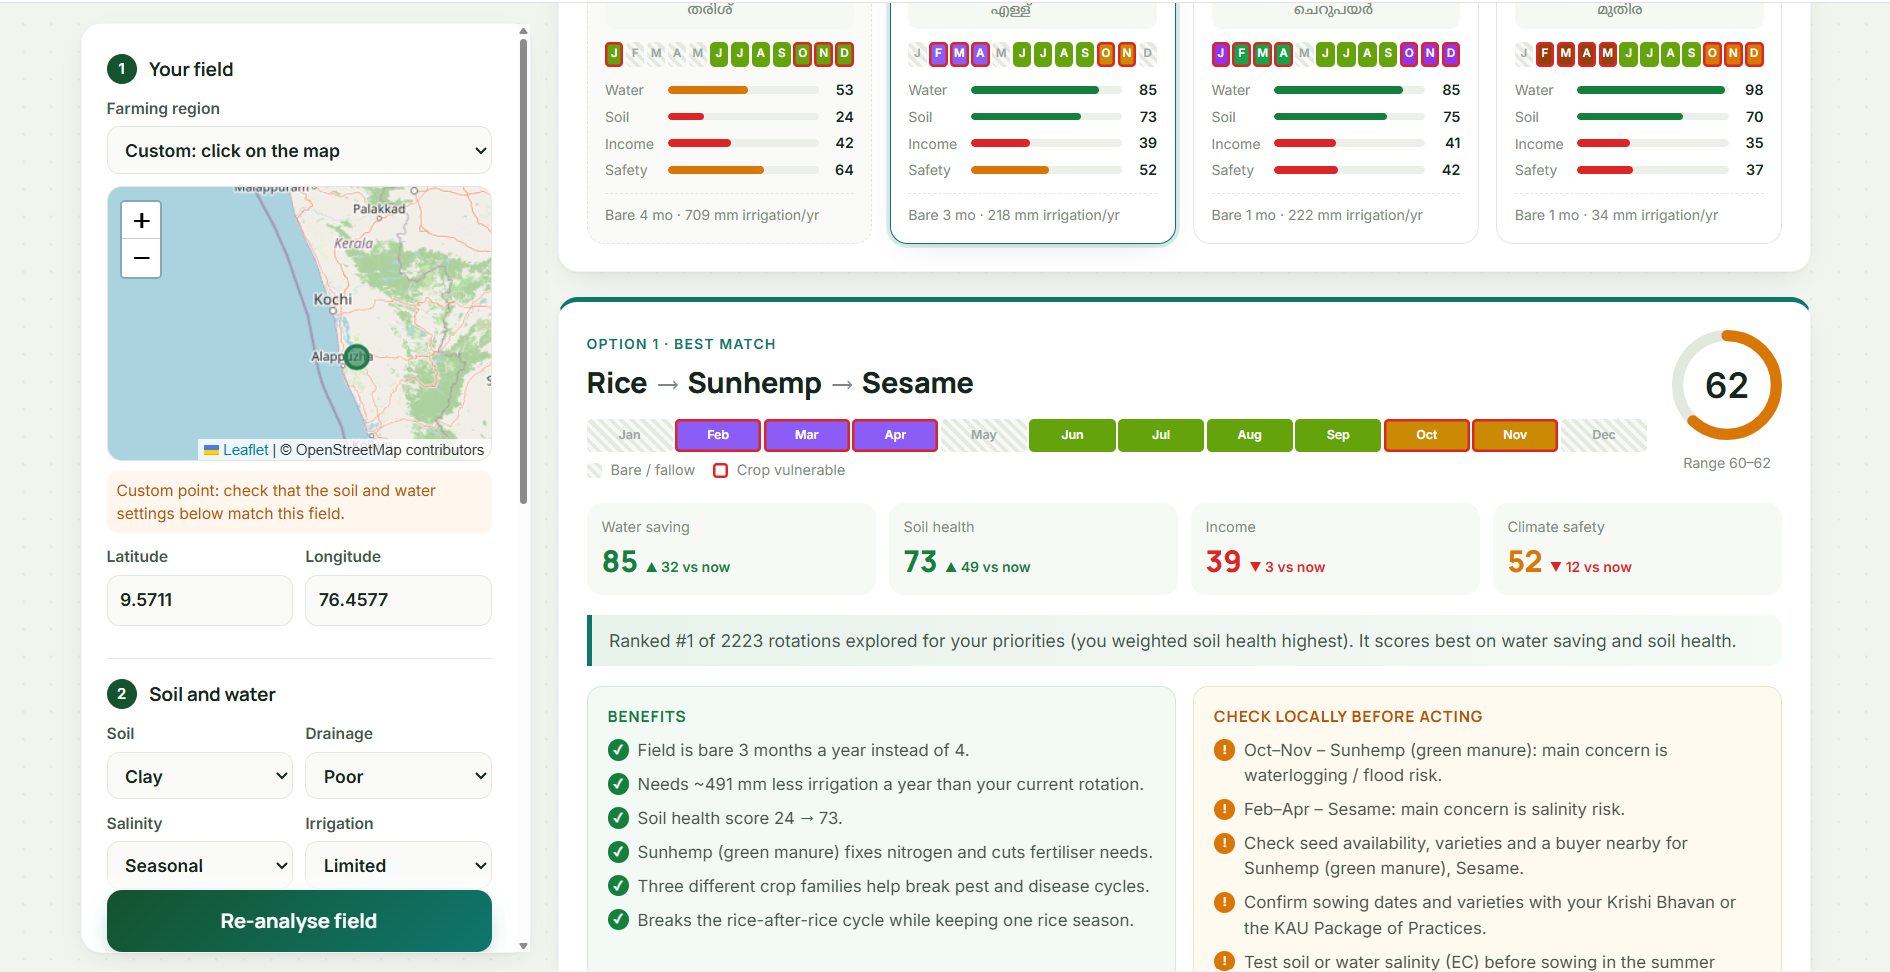 1 Your field
Farming region
Custom: click on the map
+
−
Malappuram
Palakkad
Kerala
Kochi
Alappuzha
Leaflet | © OpenStreetMap contributors
Custom point: check that the soil and water
settings below match this field.
Latitude
Longitude
9.5711
76.4577
2 Soil and water
Soil
Drainage
Clay
Poor
Salinity
Irrigation
Seasonal
Limited
Re-analyse field
തരിശ്
J F M A M J J A S O N D
Water 53
Soil 24
Income 42
Safety 64
Bare 4 mo · 709 mm irrigation/yr
എള്ള്
J F M A M J J A S O N D
Water 85
Soil 73
Income 39
Safety 52
Bare 3 mo · 218 mm irrigation/yr
ചെറുപയർ
J F M A M J J A S O N D
Water 85
Soil 75
Income 41
Safety 42
Bare 1 mo · 222 mm irrigation/yr
മുതിര
J F M A M J J A S O N D
Water 98
Soil 70
Income 35
Safety 37
Bare 1 mo · 34 mm irrigation/yr
OPTION 1 · BEST MATCH
Rice → Sunhemp → Sesame
62
Range 60–62
Jan Feb Mar Apr May Jun Jul Aug Sep Oct Nov Dec
Bare / fallow Crop vulnerable
Water saving
85 ▲ 32 vs now
Soil health
73 ▲ 49 vs now
Income
39 ▼ 3 vs now
Climate safety
52 ▼ 12 vs now
Ranked #1 of 2223 rotations explored for your priorities (you weighted soil health highest). It scores best on water saving and soil health.
BENEFITS
Field is bare 3 months a year instead of 4.
Needs ~491 mm less irrigation a year than your current rotation.
Soil health score 24 → 73.
Sunhemp (green manure) fixes nitrogen and cuts fertiliser needs.
Three different crop families help break pest and disease cycles.
Breaks the rice-after-rice cycle while keeping one rice season.
CHECK LOCALLY BEFORE ACTING
Oct–Nov – Sunhemp (green manure): main concern is
waterlogging / flood risk.
Feb–Apr – Sesame: main concern is salinity risk.
Check seed availability, varieties and a buyer nearby for
Sunhemp (green manure), Sesame.
Confirm sowing dates and varieties with your Krishi Bhavan or
the KAU Package of Practices.
Test soil or water salinity (EC) before sowing in the summer